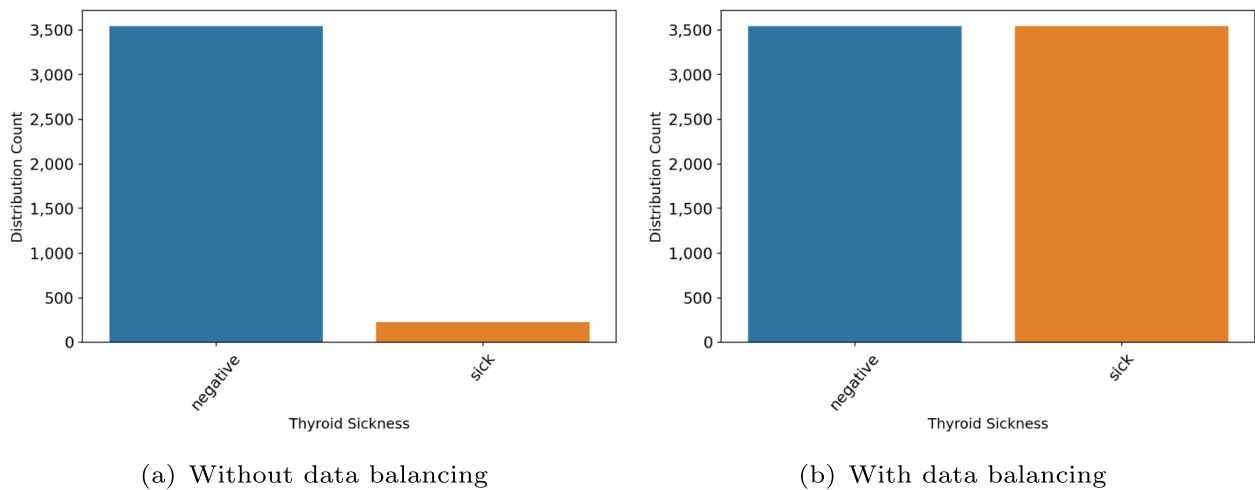 3,500
3,000
2,500
2,000
1,500
1,000
500
0
Distribution Count
negative
sick
Thyroid Sickness
(a) Without data balancing
3,500
3,000
2,500
2,000
1,500
1,000
500
0
Distribution Count
negative
sick
Thyroid Sickness
(b) With data balancing